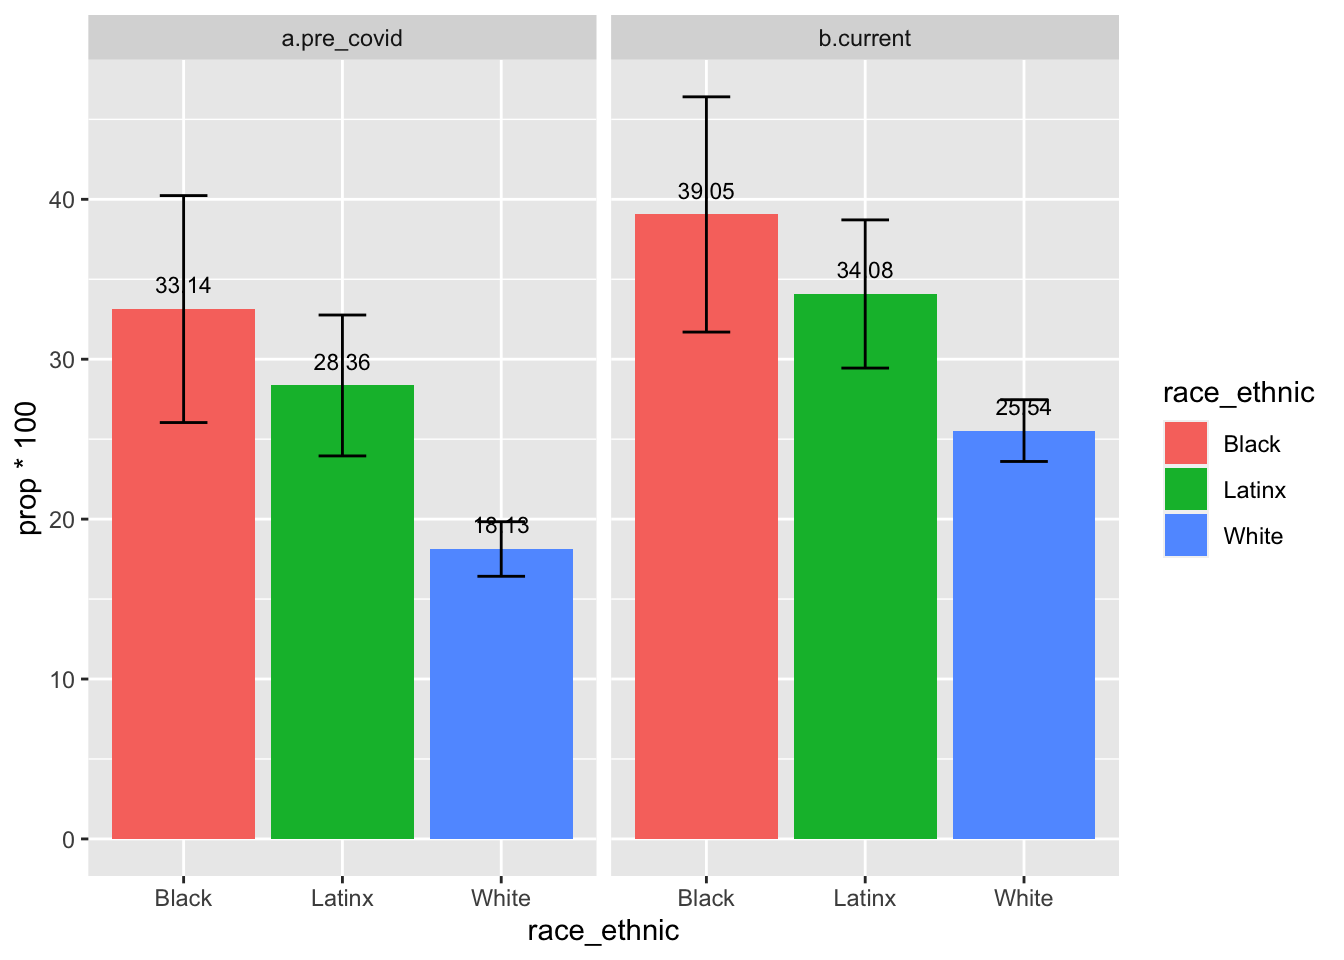 a.pre_covid
b.current
prop * 100
40
30
20
10
0
33.14
28.36
18.13
39.05
34.08
25.54
Black
Latinx
White
Black
Latinx
White
race_ethnic
race_ethnic
Black
Latinx
White